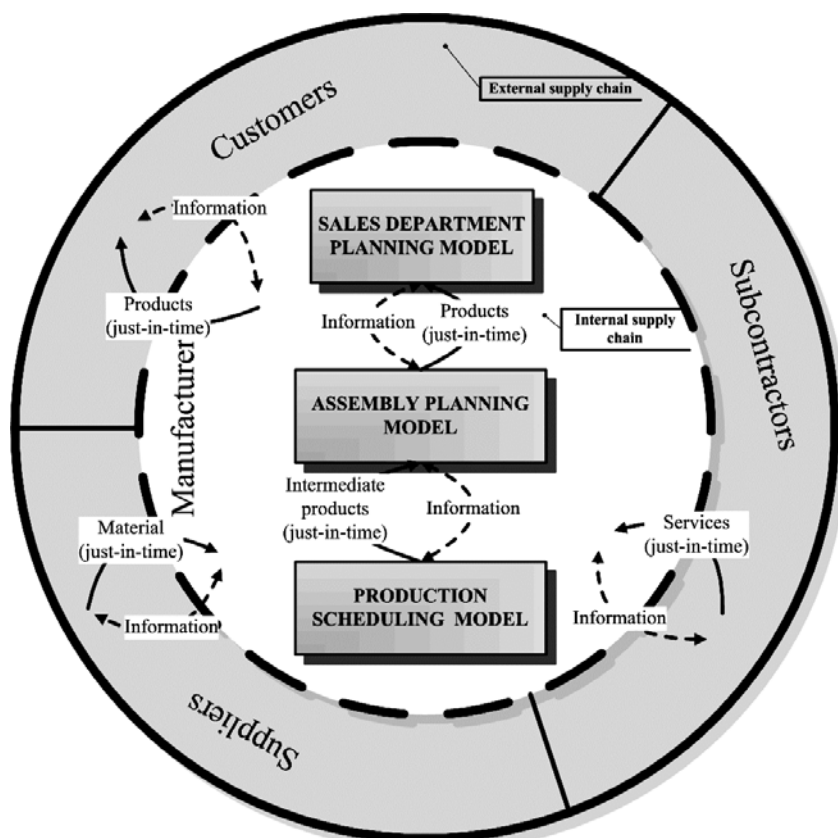 External supply chain
Customers
Information
SALES DEPARTMENT
PLANNING MODEL
Subcontractors
Products
(just-in-time)
Information
Products
(just-in-time)
Internal supply
chain
Manufacturer
ASSEMBLY PLANNING
MODEL
Intermediate
products
(just-in-time)
Information
Material
(just-in-time)
Services
(just-in-time)
PRODUCTION
SCHEDULING MODEL
Information
Information
Suppliers